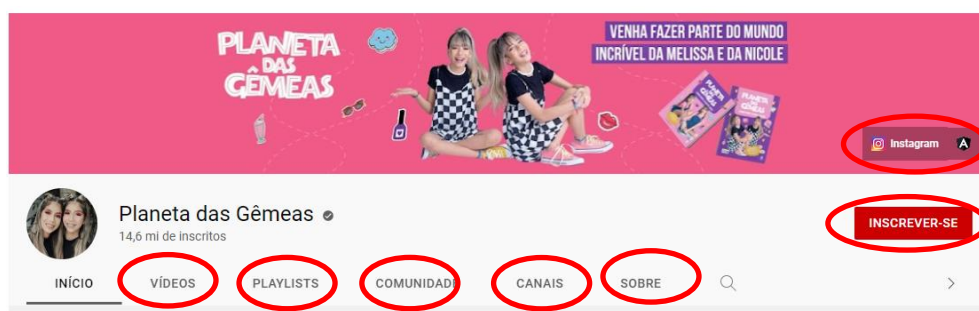 PLANETA
DAS
GÊMEAS
VENHA FAZER PARTE DO MUNDO
INCRÍVEL DA MELISSA E DA NICOLE
Instagram
Planeta das Gêmeas
14,6 mi de inscritos
INSCREVER-SE
INÍCIO VÍDEOS PLAYLISTS COMUNIDADE CANAIS SOBRE